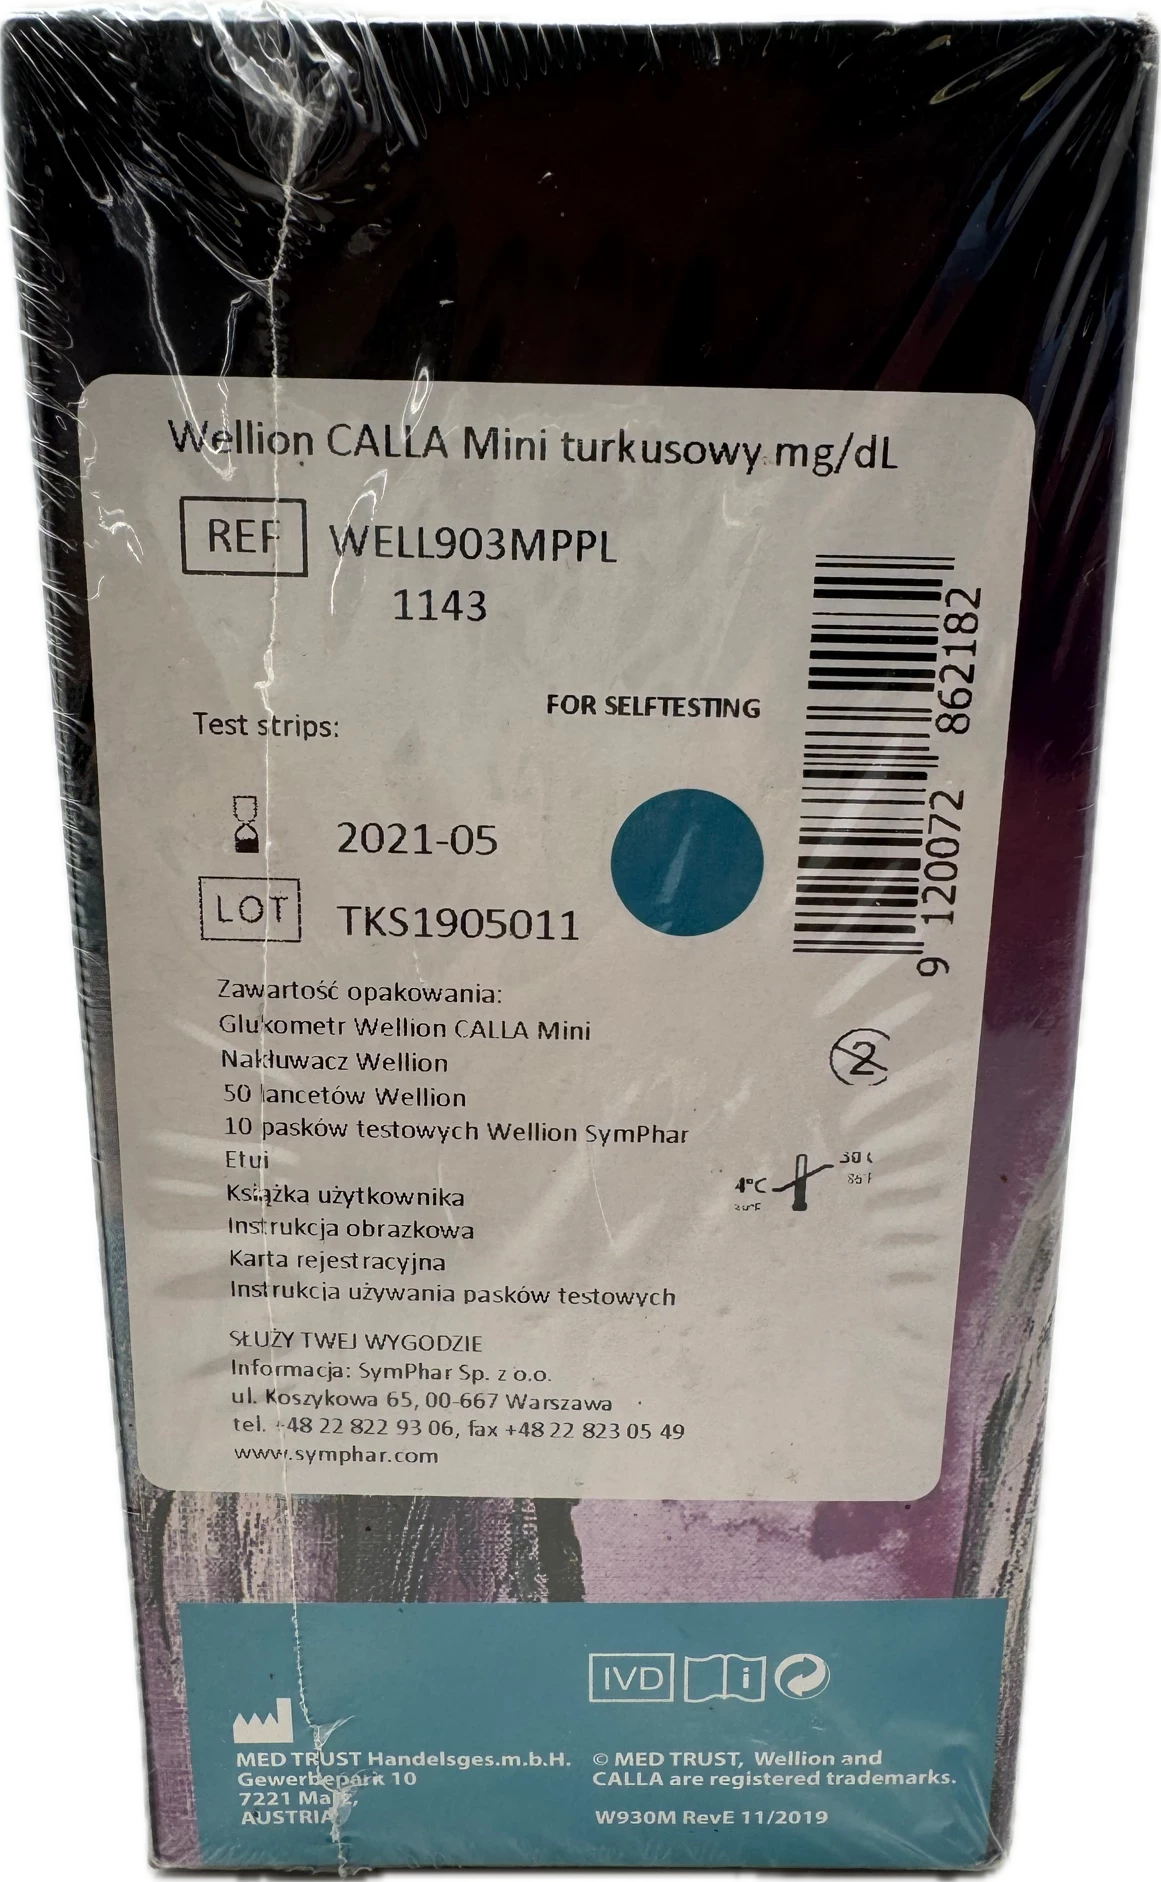 Wellion CALLA Mini turkusowy mg/dL
REF WELL903MPPL
1143
FOR SELFTESTING
Test strips:
2021-05
LOT TKS1905011
9 120072 862182
Zawartość opakowania:
Glukometr Wellion CALLA Mini
Nakłuwacz Wellion
50 lancetów Wellion
10 pasków testowych Wellion SymPhar
Etui
Książka użytkownika
Instrukcja obrazkowa
Karta rejestracyjna
Instrukcja używania pasków testowych
2
4°C
SŁUŻY TWEJ WYGODZIE
Informacja: SymPhar Sp. z o.o.
ul. Koszykowa 65, 00-667 Warszawa
tel. +48 22 822 93 06, fax +48 22 823 05 49
www.symphar.com
IVD i
MED TRUST Handelsges.m.b.H.
Gewerbepark 10
7221 Marz,
AUSTRIA
© MED TRUST, Wellion and
CALLA are registered trademarks.
W930M RevE 11/2019